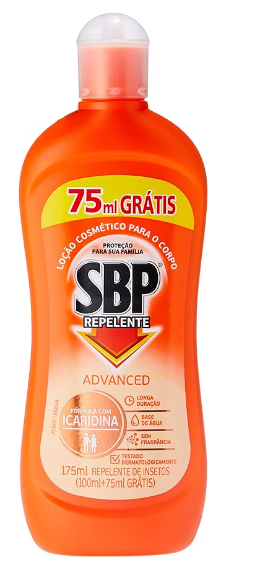 75ml GRÁTIS
LOÇÃO COSMÉTICO PARA O CORPO
PROTEÇÃO
PARA SUA FAMÍLIA
SBP®
REPELENTE
ADVANCED
FÓRMULA COM
ICARIDINA
LONGA
DURAÇÃO
BASE
DE ÁGUA
SEM
FRAGRÂNCIA
TESTADO
DERMATOLOGICAMENTE
175ml REPELENTE DE INSETOS
(100ml+75ml GRÁTIS)